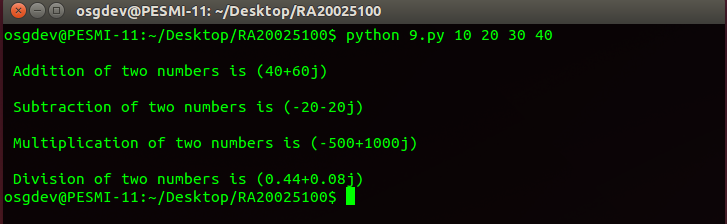 osgdev@PESMI-11: ~/Desktop/RA20025100
osgdev@PESMI-11:~/Desktop/RA20025100$ python 9.py 10 20 30 40
Addition of two numbers is (40+60j)
Subtraction of two numbers is (-20-20j)
Multiplication of two numbers is (-500+1000j)
Division of two numbers is (0.44+0.08j)
osgdev@PESMI-11:~/Desktop/RA20025100$